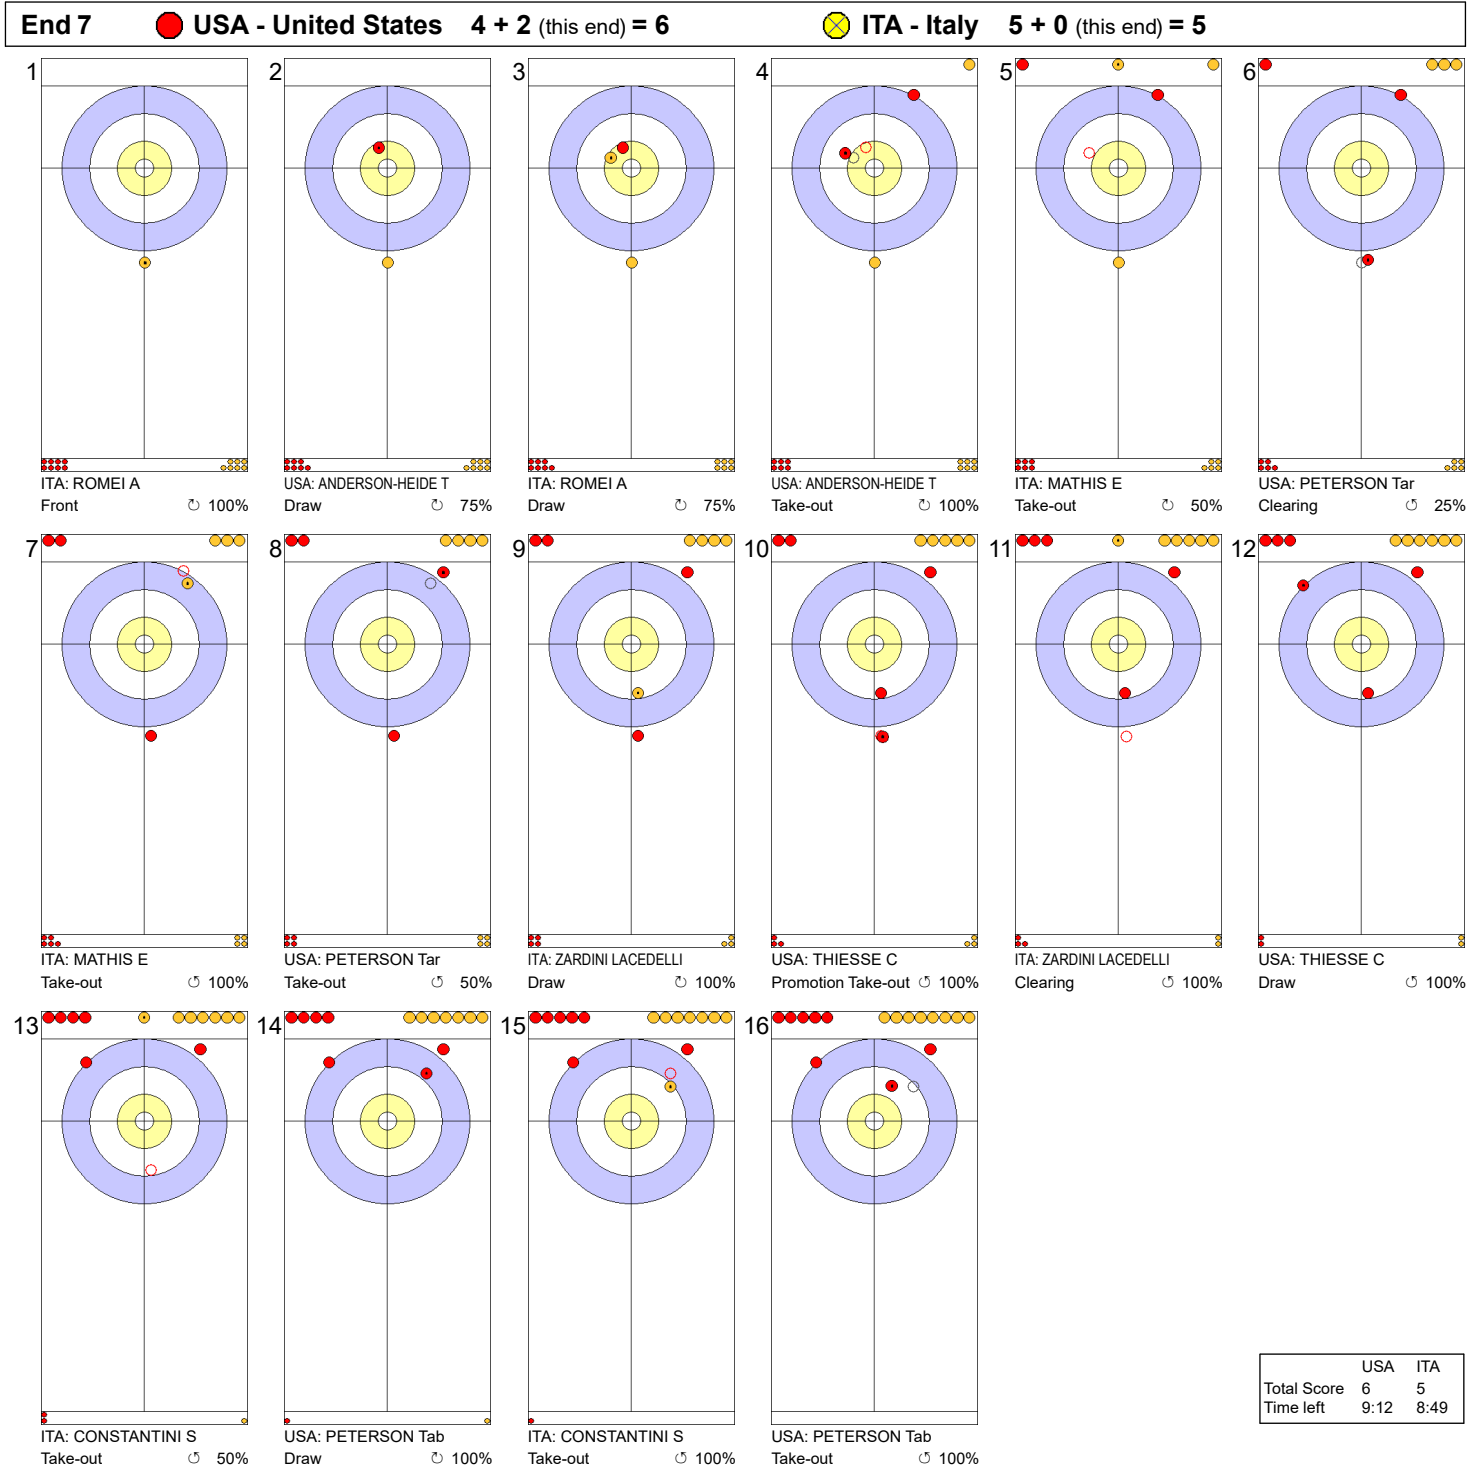 End 7 USA - United States 4 + 2 (this end) = 6 ITA - Italy 5 + 0 (this end) = 5
1 2 3 4 5 6
ITA: ROMEI A USA: ANDERSON-HEIDE T ITA: ROMEI A USA: ANDERSON-HEIDE T ITA: MATHIS E USA: PETERSON Tar
Front ↻ 100% Draw ↻ 75% Draw ↻ 75% Take-out ↻ 100% Take-out ↻ 50% Clearing ↺ 25%
7 8 9 10 11 12
ITA: MATHIS E USA: PETERSON Tar ITA: ZARDINI LACEDELLI USA: THIESSE C ITA: ZARDINI LACEDELLI USA: THIESSE C
Take-out ↺ 100% Take-out ↺ 50% Draw ↻ 100% Promotion Take-out ↺ 100% Clearing ↺ 100% Draw ↺ 100%
13 14 15 16
ITA: CONSTANTINI S USA: PETERSON Tab ITA: CONSTANTINI S USA: PETERSON Tab
Take-out ↺ 50% Draw ↻ 100% Take-out ↺ 100% Take-out ↺ 100%
USA ITA
Total Score 6 5
Time left 9:12 8:49